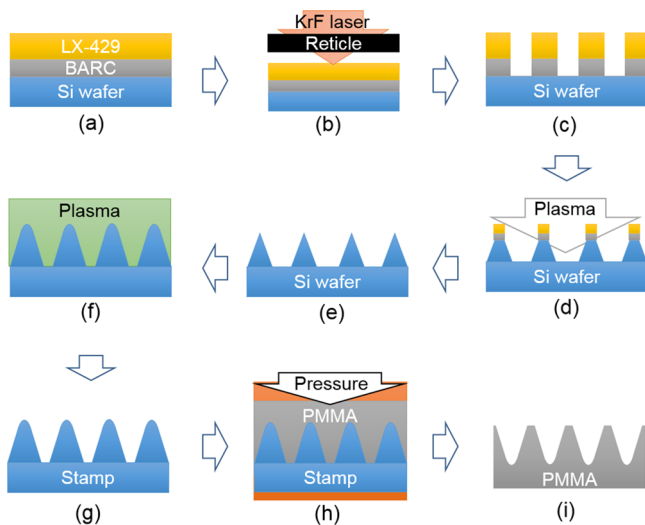 LX-429
BARC
Si wafer
(a)
KrF laser
Reticle
(b)
Si wafer
(c)
Plasma
(f)
Si wafer
(e)
Plasma
Si wafer
(d)
Stamp
(g)
Pressure
PMMA
Stamp
(h)
PMMA
(i)